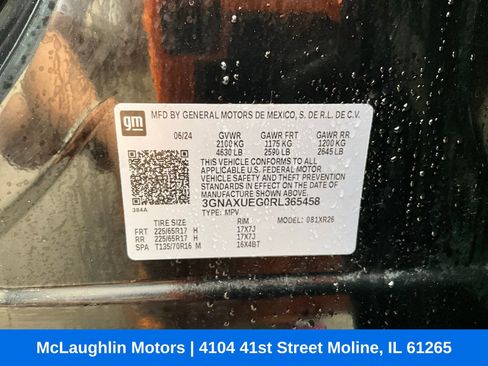 gm
MFD BY GENERAL MOTORS DE MEXICO, S. DE R.L. DE C.V.
06/24 GVWR GAWR FRT GAWR RR
2100 KG 1175 KG 1200 KG
4630 LB 2590 LB 2645 LB
THIS VEHICLE CONFORMS TO ALL
APPLICABLE U.S. FEDERAL MOTOR
VEHICLE SAFETY AND THEFT
PREVENTION STANDARDS IN EFFECT ON
THE DATE OF MANUFACTURE SHOWN
ABOVE.
3GNAXUEG0RL365458
TYPE: MPV MODEL: 081XR26
384A
TIRE SIZE RIM
FRT 225/65R17 H 17X7J
RR 225/65R17 H 17X7J
SPA T135/70R16 M 16X4BT
McLaughlin Motors | 4104 41st Street Moline, IL 61265